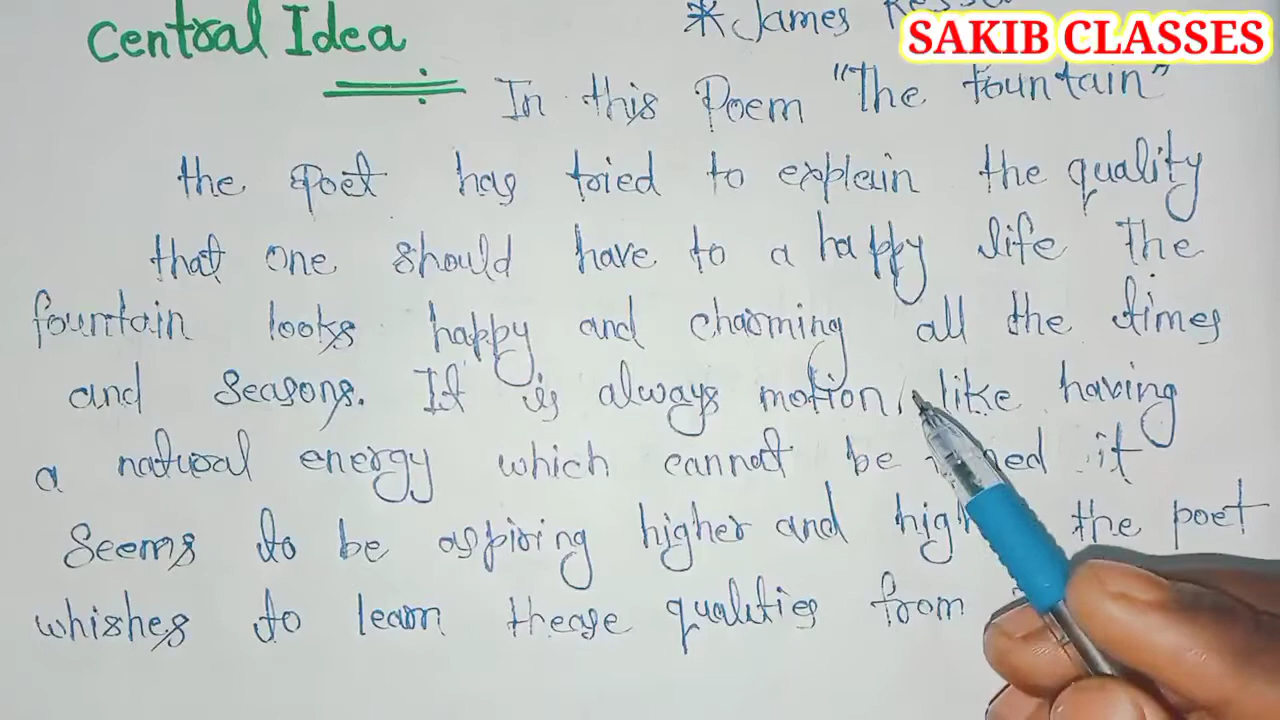 Central Idea
*James
SAKIB CLASSES
In this Poem "The fountain"
the Poet has tried to explain the quality
that one should have to a happy life The
fountain looks happy and charming all the times
and seasons. It is always motion, like having
a natural energy which cannot be it
Seems to be aspiring higher and the poet
whishes to learn thease qualities from